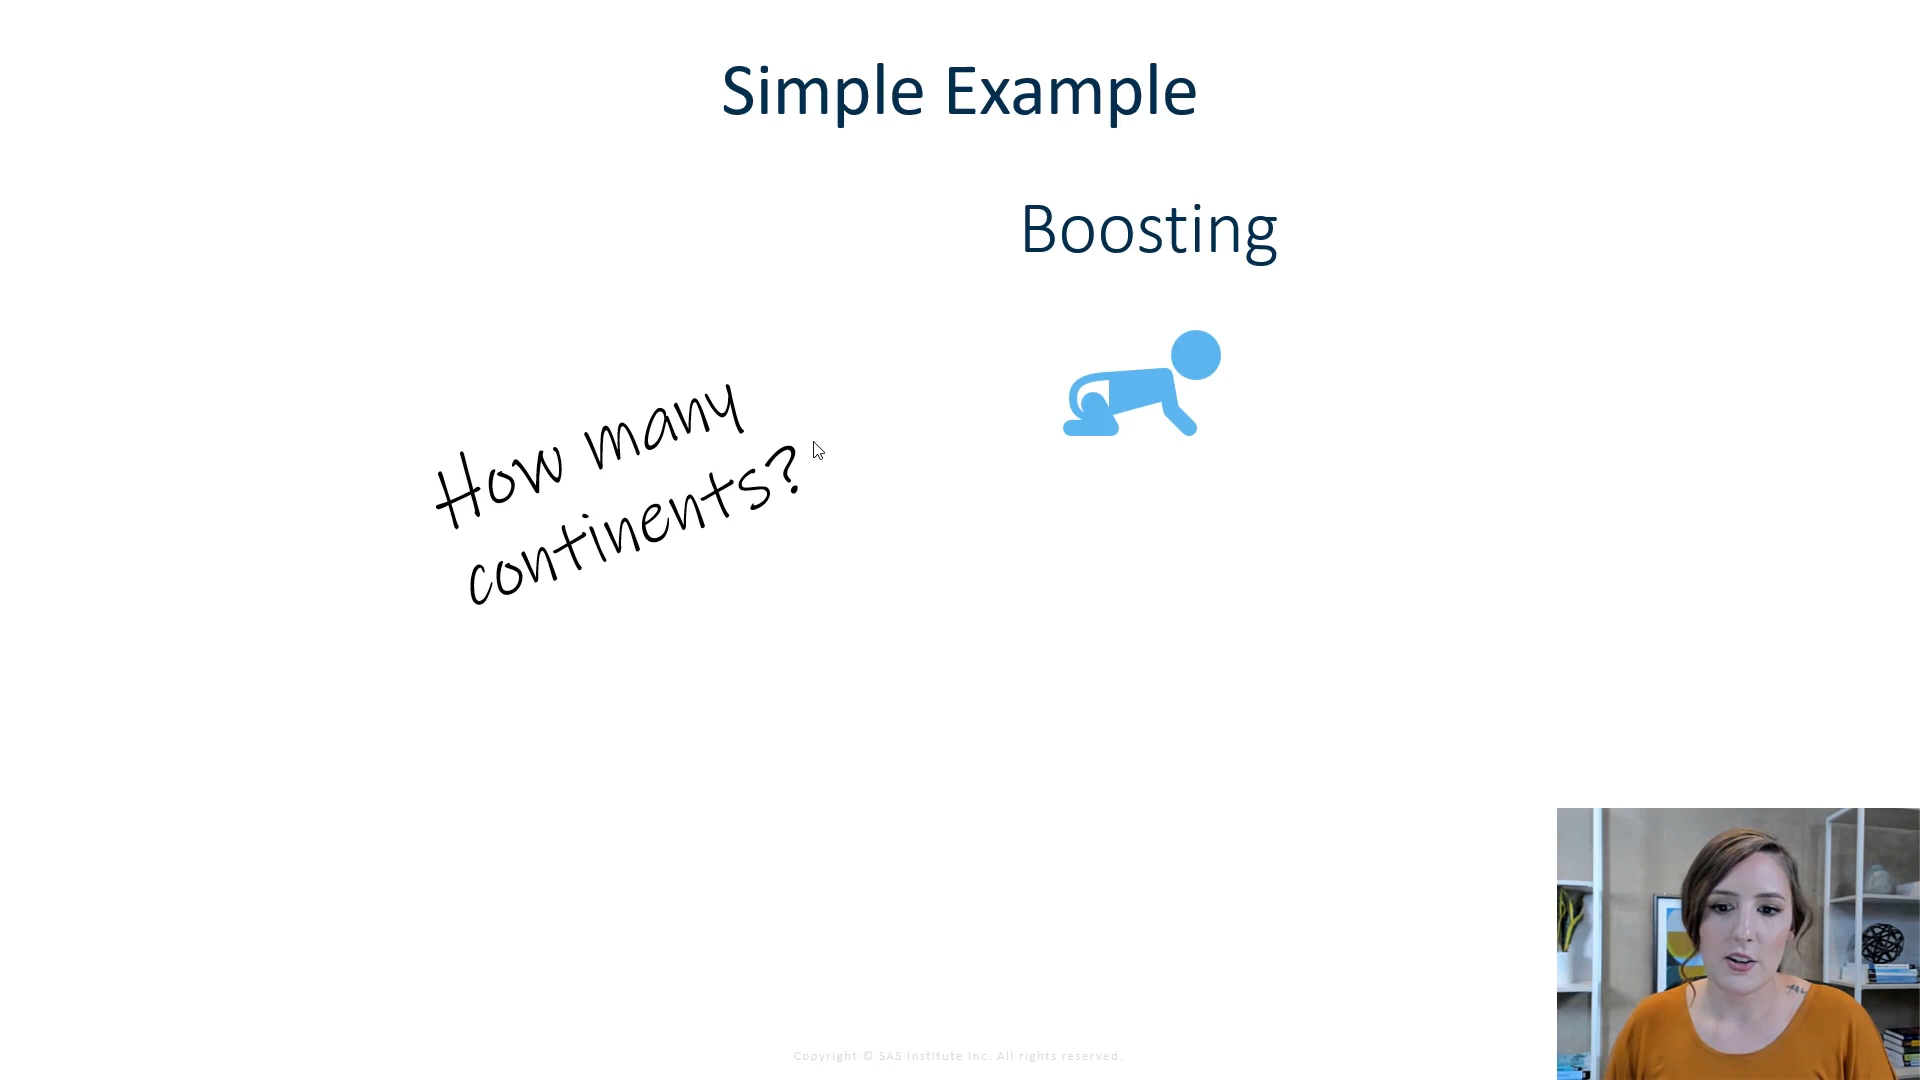 Simple Example
Boosting
How many
continents?
Copyright © SAS Institute Inc. All rights reserved.